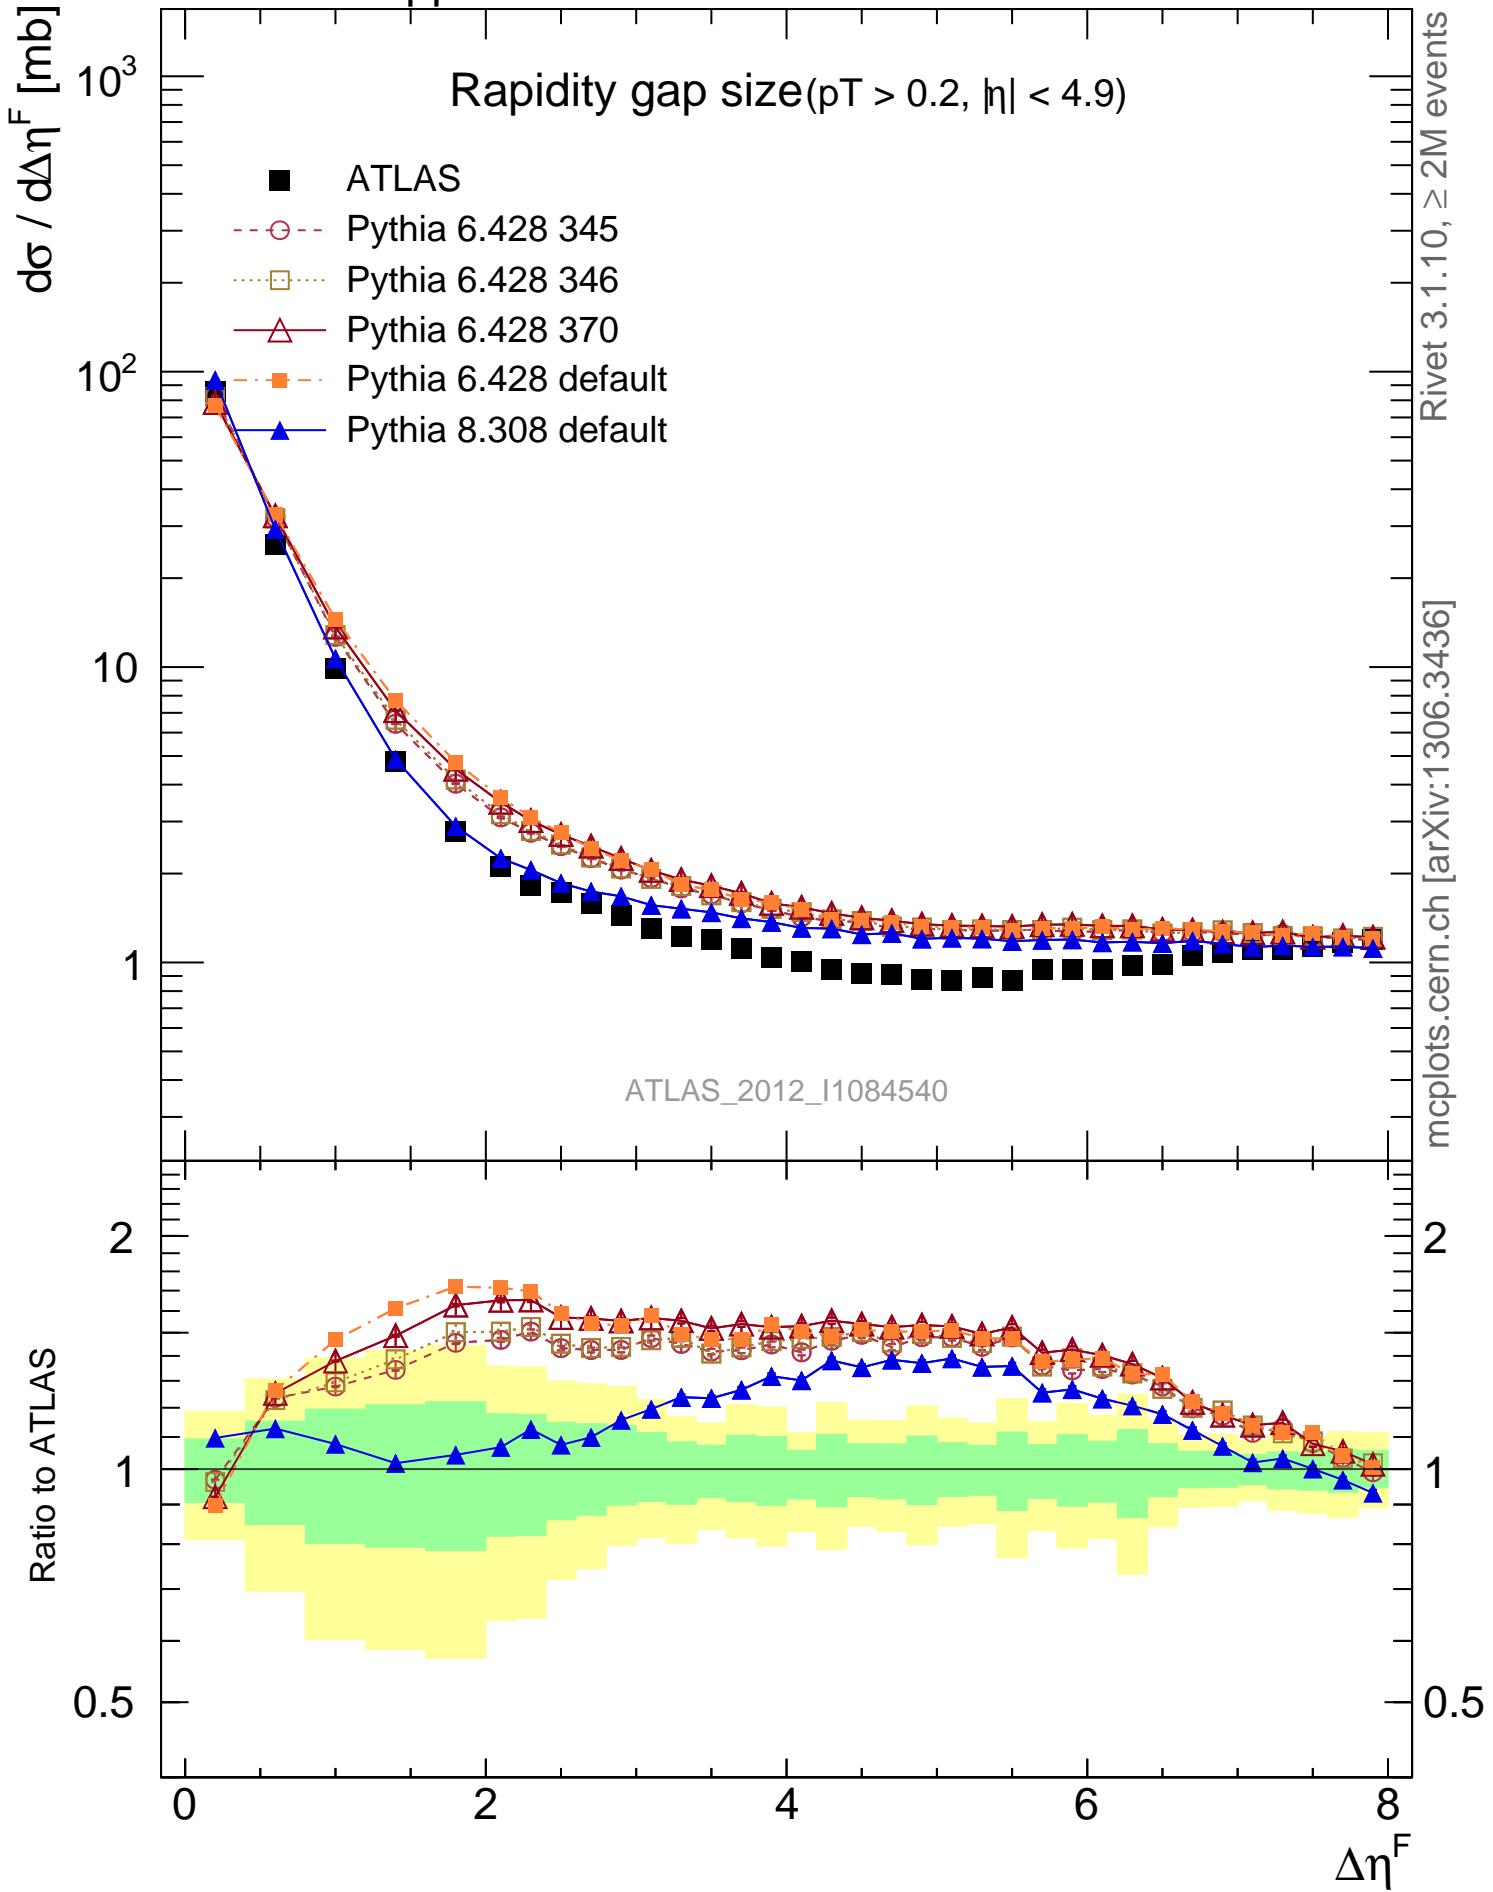 dσ / dΔη^F [mb]
Rapidity gap size(pT > 0.2, |η| < 4.9)
ATLAS
Pythia 6.428 345
Pythia 6.428 346
Pythia 6.428 370
Pythia 6.428 default
Pythia 8.308 default
10^3
10^2
10
1
ATLAS_2012_I1084540
Rivet 3.1.10, ≥ 2M events
mcplots.cern.ch [arXiv:1306.3436]
Ratio to ATLAS
2
1
0.5
2
1
0.5
0 2 4 6 8
Δη^F